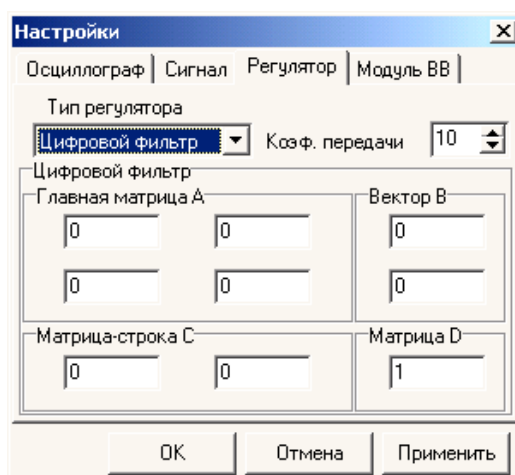 Настройки
Осциллограф Сигнал Регулятор Модуль ВВ
Тип регулятора
Цифровой фильтр Коэф. передачи 10
Цифровой фильтр
Главная матрица А Вектор В
0 0 0
0 0 0
Матрица-строка С Матрица D
0 0 1
OK Отмена Применить